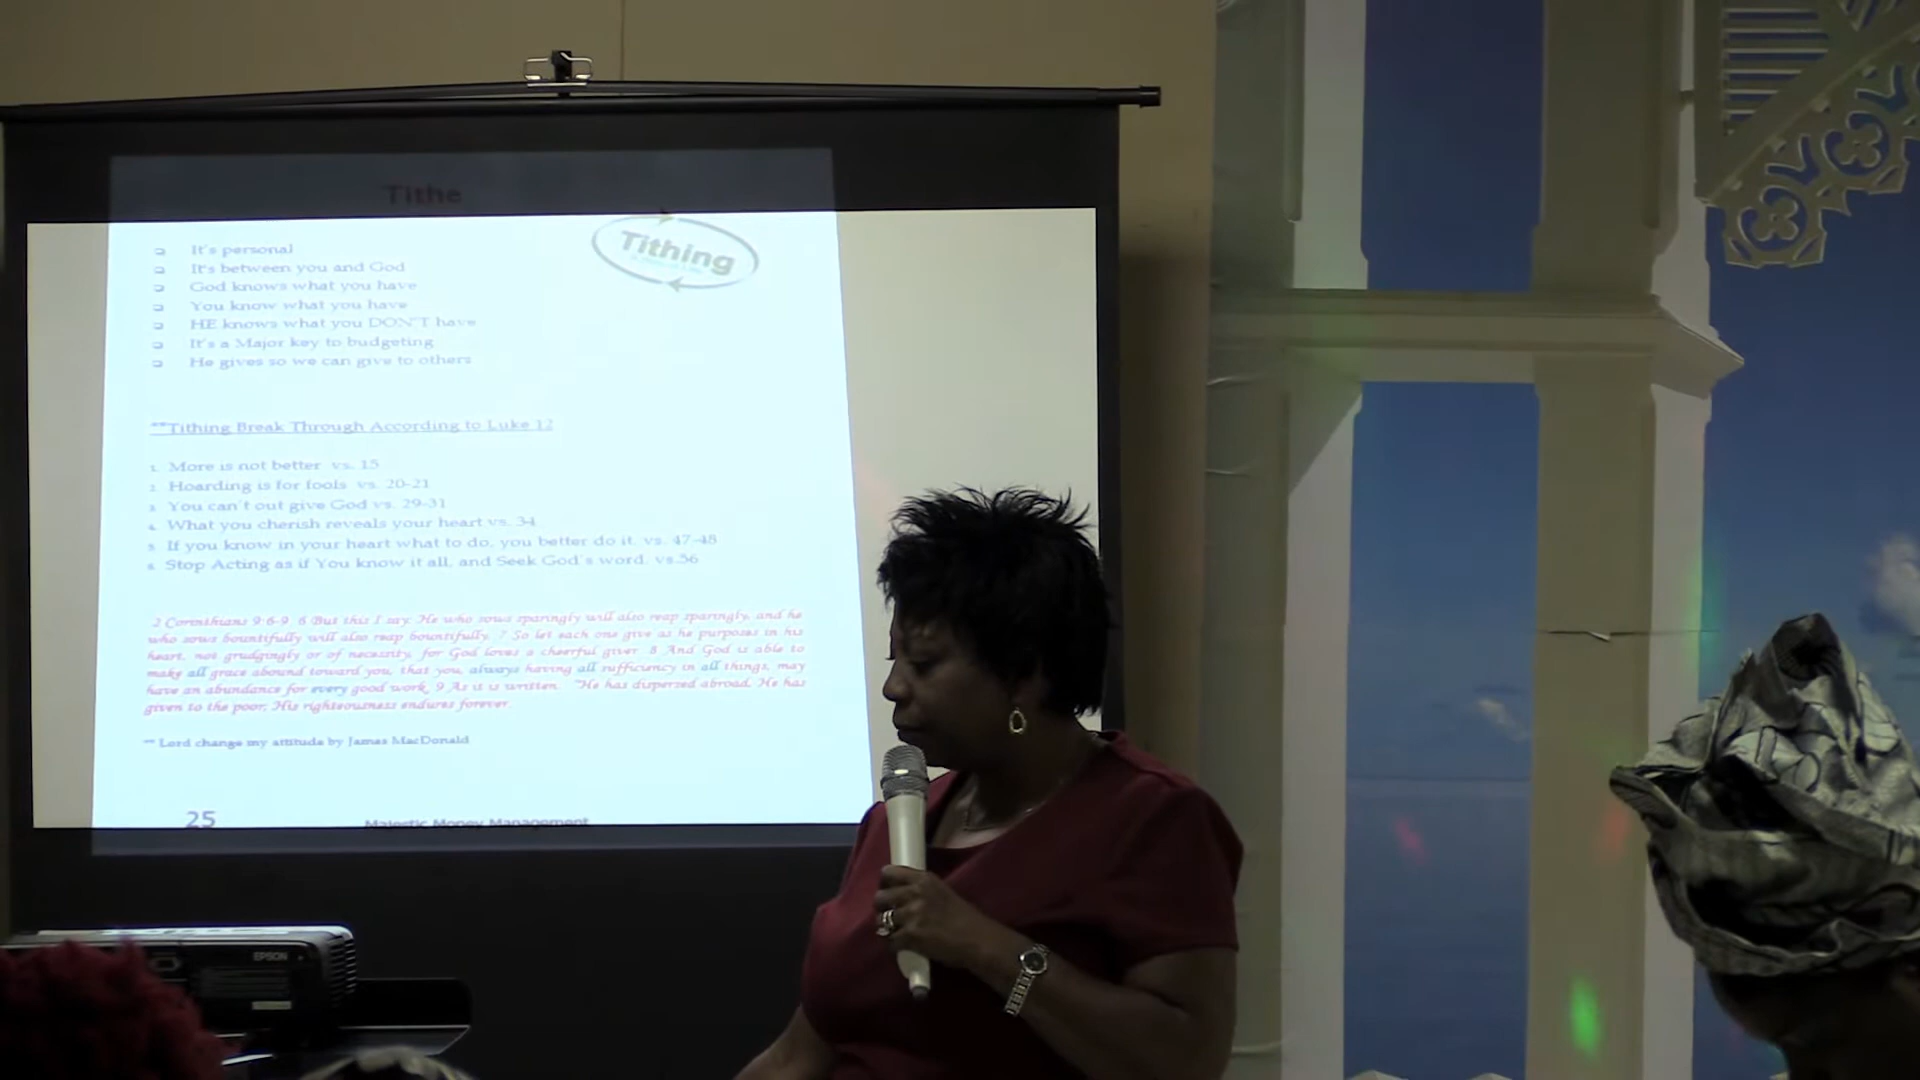 Tithe
Tithing
It's personal
It's between you and God
God knows what you have
You know what you have
HE knows what you DON'T have
It's a Major key to budgeting
He gives so we can give to others
**Tithing Break Through According to Luke 12
1. More is not better vs. 15
2. Hoarding is for fools vs. 20-21
3. You can't out give God vs. 29-31
4. What you cherish reveals your heart vs. 34
5. If you know in your heart what to do, you better do it. vs. 47-48
6. Stop Acting as if You know it all, and Seek God's word. vs.56
2 Corinthians 9:6-9 6 But this I say: He who sows sparingly will also reap sparingly, and he
who sows bountifully will also reap bountifully. 7 So let each one give as he purposes in his
heart, not grudgingly or of necessity; for God loves a cheerful giver. 8 And God is able to
make all grace abound toward you, that you, always having all sufficiency in all things, may
have an abundance for every good work. 9 As it is written: "He has dispersed abroad, He has
given to the poor; His righteousness endures forever.
** Lord change my attitude by James MacDonald
25 Majestic Money Management
EPSON